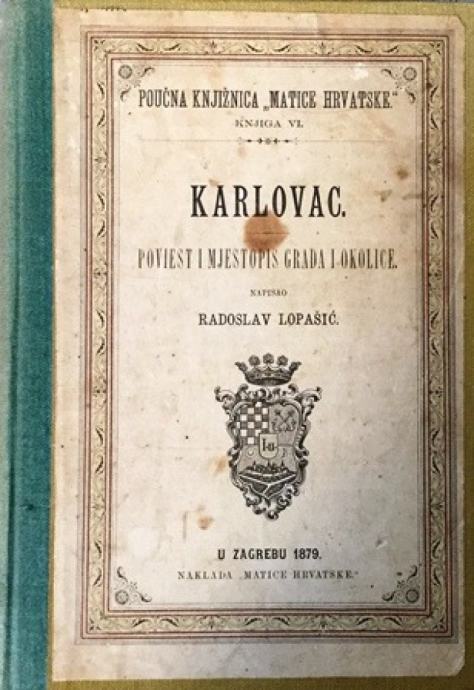 POUČNA KNJIŽNICA „MATICE HRVATSKE.“
KNJIGA VI.
KARLOVAC.
POVIEST I MJESTOPIS GRADA I OKOLICE.
NAPISAO
RADOSLAV LOPAŠIĆ.
U ZAGREBU 1879.
NAKLADA „MATICE HRVATSKE.“